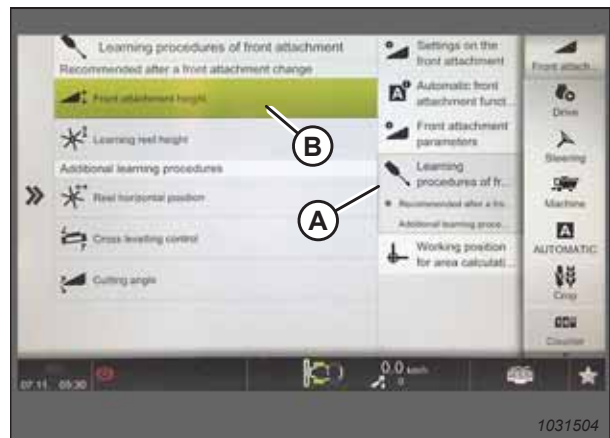 Learning procedures of front attachment
Recommended after a front attachment change
Front attachment height
Learning reel height
Additional learning procedures
Reel horizontal position
Cross levelling control
Cutting angle
Settings on the
front attachment
A
Automatic front
attachment funct...
Front attachment
parameters
Learning
procedures of fr...
Recommended after a fro...
Additional learning proce...
Working position
for area calculati...
Front attach...
Drive
Steering
Machine
A
AUTOMATIC
Crop
Counter
B
A
07.11. 05:30
0.0 km/h
0
1031504